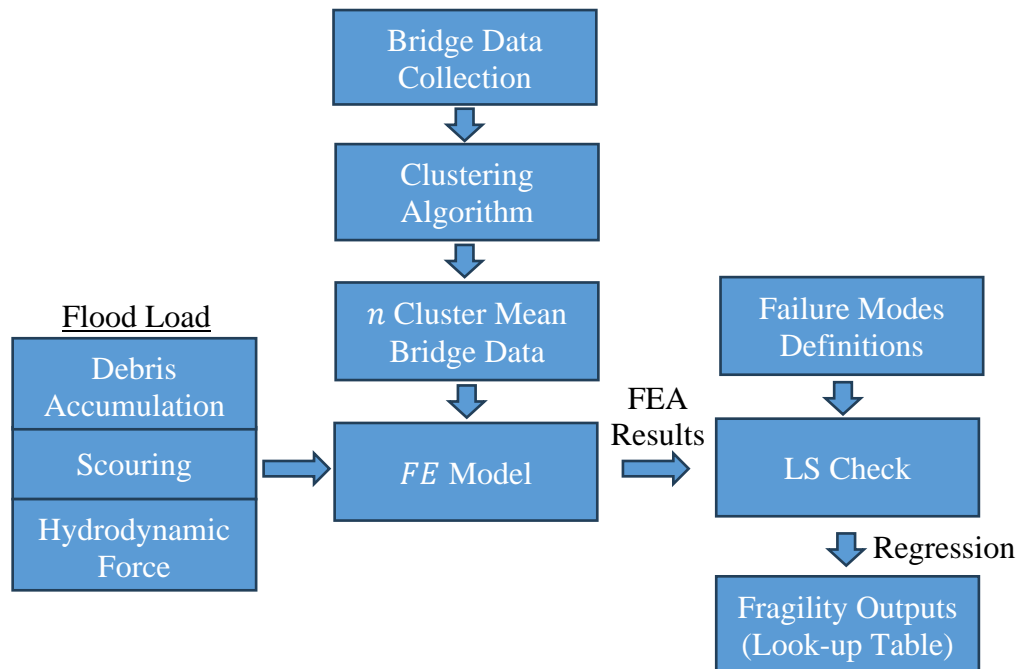 Bridge Data
Collection
Clustering
Algorithm
n Cluster Mean
Bridge Data
Flood Load
Debris
Accumulation
Scouring
Hydrodynamic
Force
FE Model
FEA
Results
Failure Modes
Definitions
LS Check
Regression
Fragility Outputs
(Look-up Table)